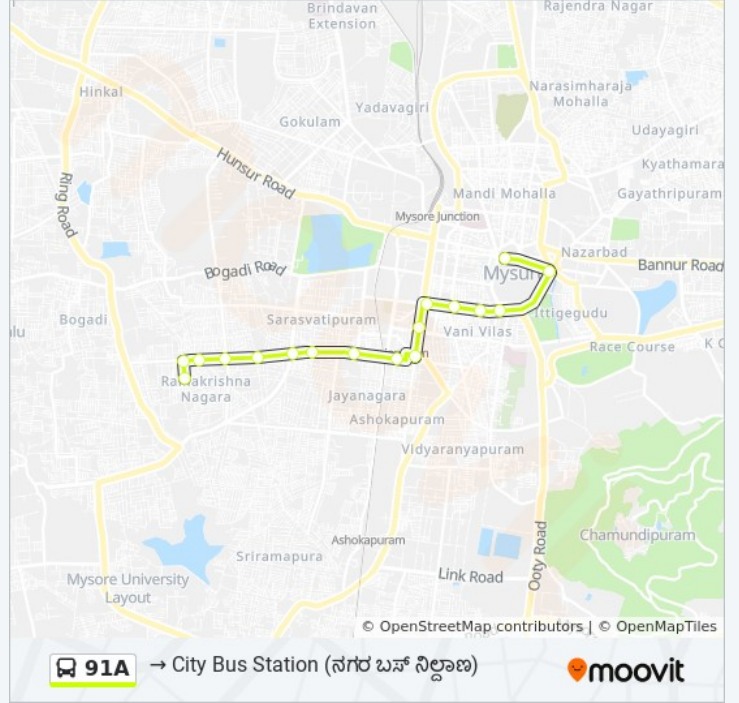 Brindavan
Extension
Rajendra Nagar
Hinkal
Narasimharaja
Mohalla
Yadavagiri
Gokulam
Udayagiri
Hunsur Road
Kyathamara
Ring Road
Mandi Mohalla
Gayathripuram
Mysore Junction
Nazarbad
Bogadi Road
Bannur Road
Bogadi
Sarasvatipuram
Ittigegudu
Vani Vilas
Race Course
K C
Nagara
Jayanagara
Ashokapuram
Vidyaranyapuram
Chamundipuram
Ashokapuram
Ooty Road
Sriramapura
Link Road
Mysore University
Layout
© OpenStreetMap contributors | © OpenMapTiles
91A → City Bus Station (ನಗರ ಬಸ್ ನಿಲ್ದಾಣ)
moovit